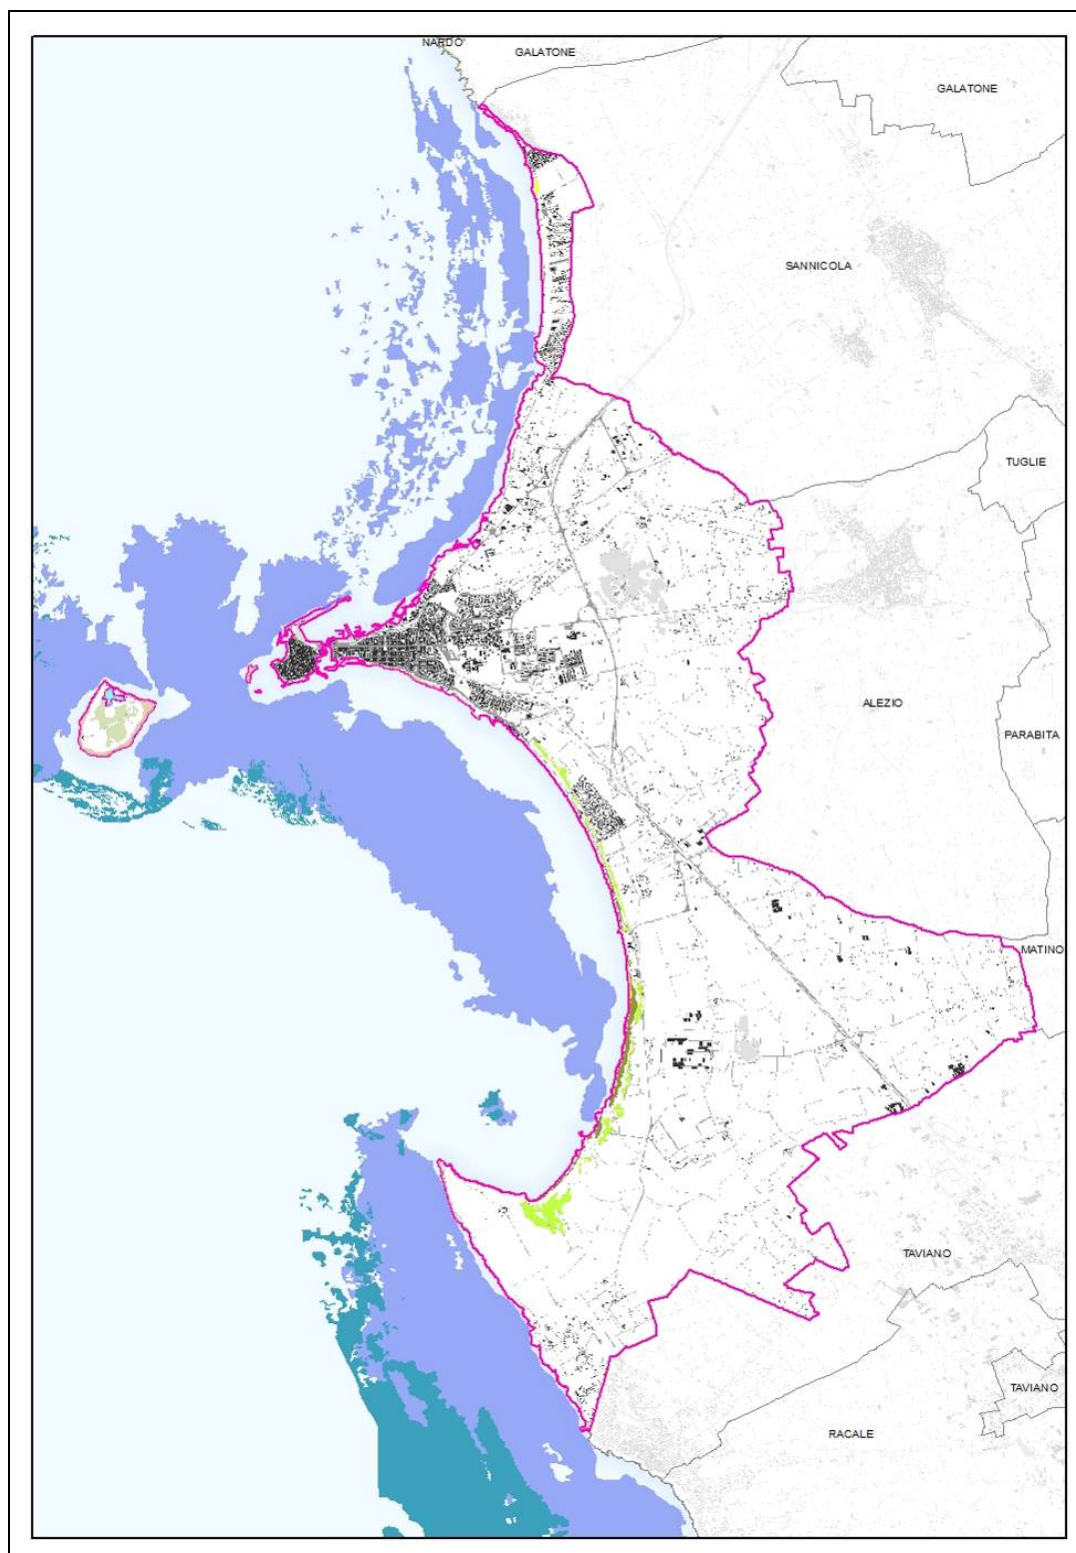 NARDO'
GALATONE
GALATONE
SANNICOLA
TUGLIE
ALEZIO
PARABITA
MATINO
TAVIANO
TAVIANO
RACALE